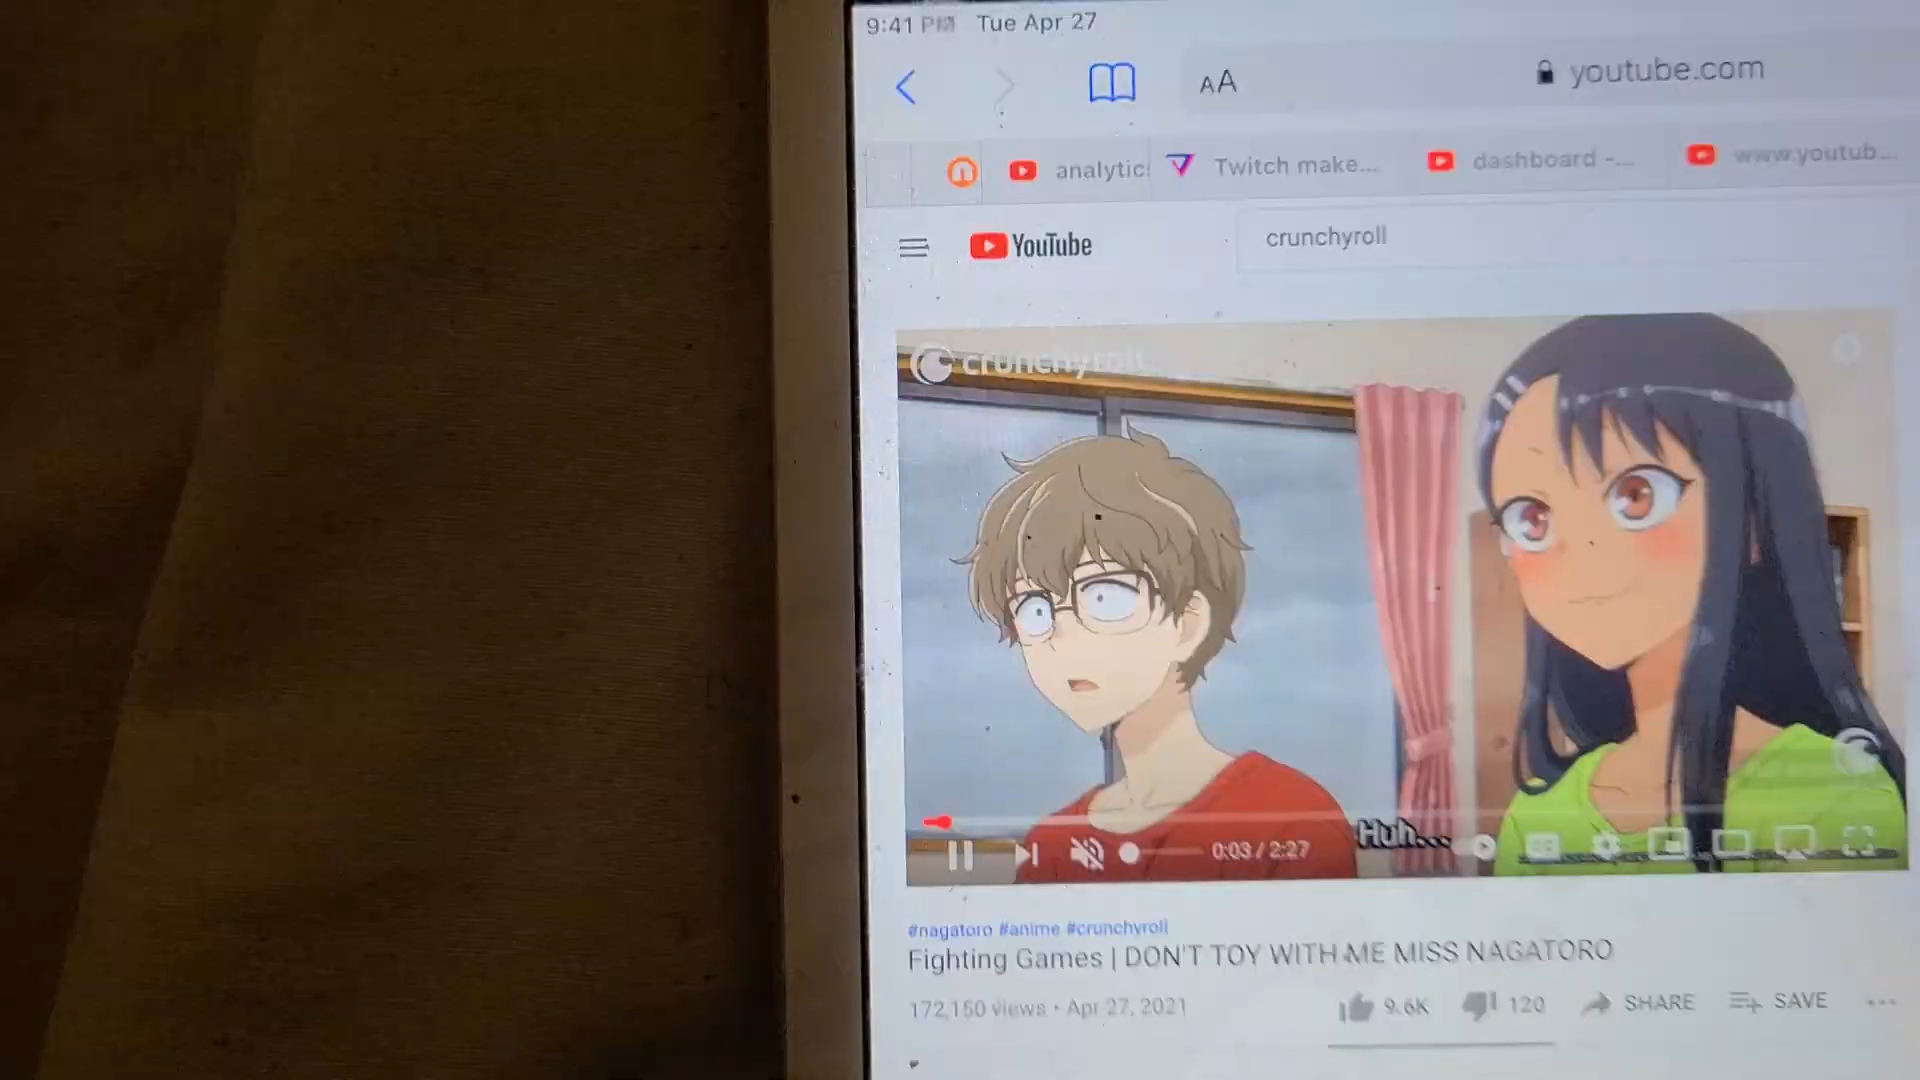 9:41 PM Tue Apr 27
AA youtube.com
analytic Twitch make... dashboard -... www.youtub...
YouTube crunchyroll
crunchyroll
Huh...
0:03 / 2:27
#nagatoro #anime #crunchyroll
Fighting Games | DON'T TOY WITH ME MISS NAGATORO
172,150 views • Apr 27, 2021 9.6K 120 SHARE SAVE ...